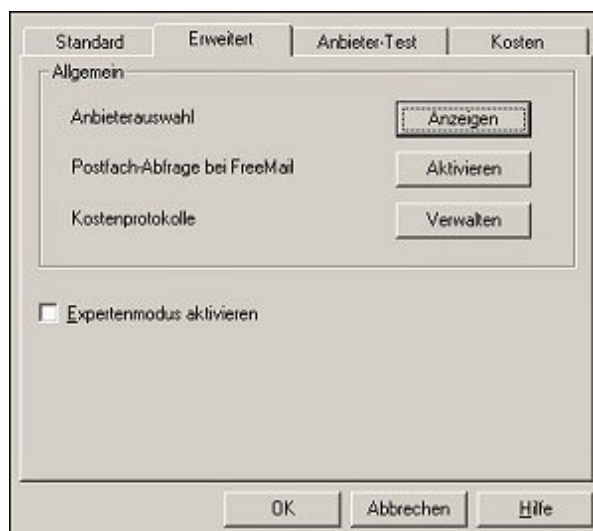 Standard Erweitert Anbieter-Test Kosten
Allgemein
Anbieterauswahl Anzeigen
Postfach-Abfrage bei FreeMail Aktivieren
Kostenprotokolle Verwalten
Expertenmodus aktivieren
OK Abbrechen Hilfe